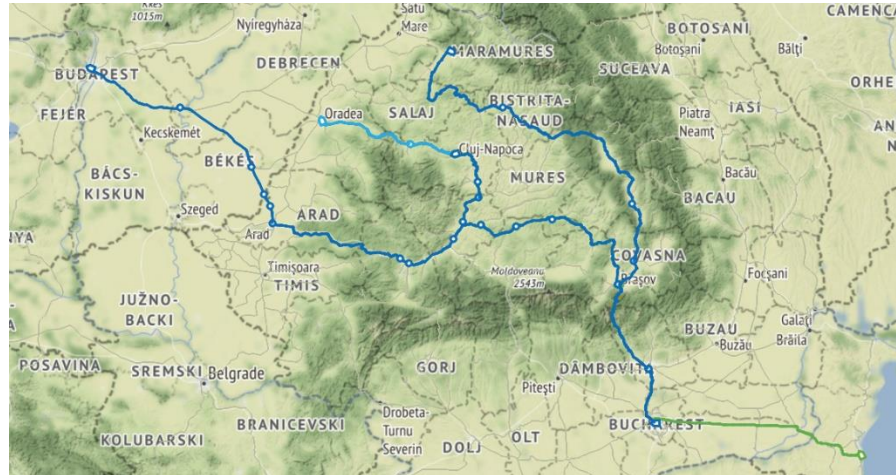 1015m
Nyíregyháza
Satu
Mare
CAMENCA
BOTOSANI
Botoșani
Bălți
MARAMURES
SUCEAVA
BUDAPEST
DEBRECEN
ORHE
FEJÉR
Oradea
SALAJ
BISTRITA-
NASAUD
Piatra
Neamț
IASI
Kecskemét
Cluj-Napoca
BÉKÉS
BÁCS-
KISKUN
MURES
Bacău
BACAU
Szeged
ARAD
Arad
COVASNA
Timișoara
TIMIS
Moldoveanu
2543m
Brașov
Focșani
JUŽNO-
BACKI
BUZAU
Buzău
Galați
Brăila
POSAVINA
SREMSKI
Belgrade
GORJ
DÂMBOVIT
Pitești
KOLUBARSKI
BRANICEVSKI
Drobeta-
Turnu
Severin
DOLJ
OLT
BUCHAREST